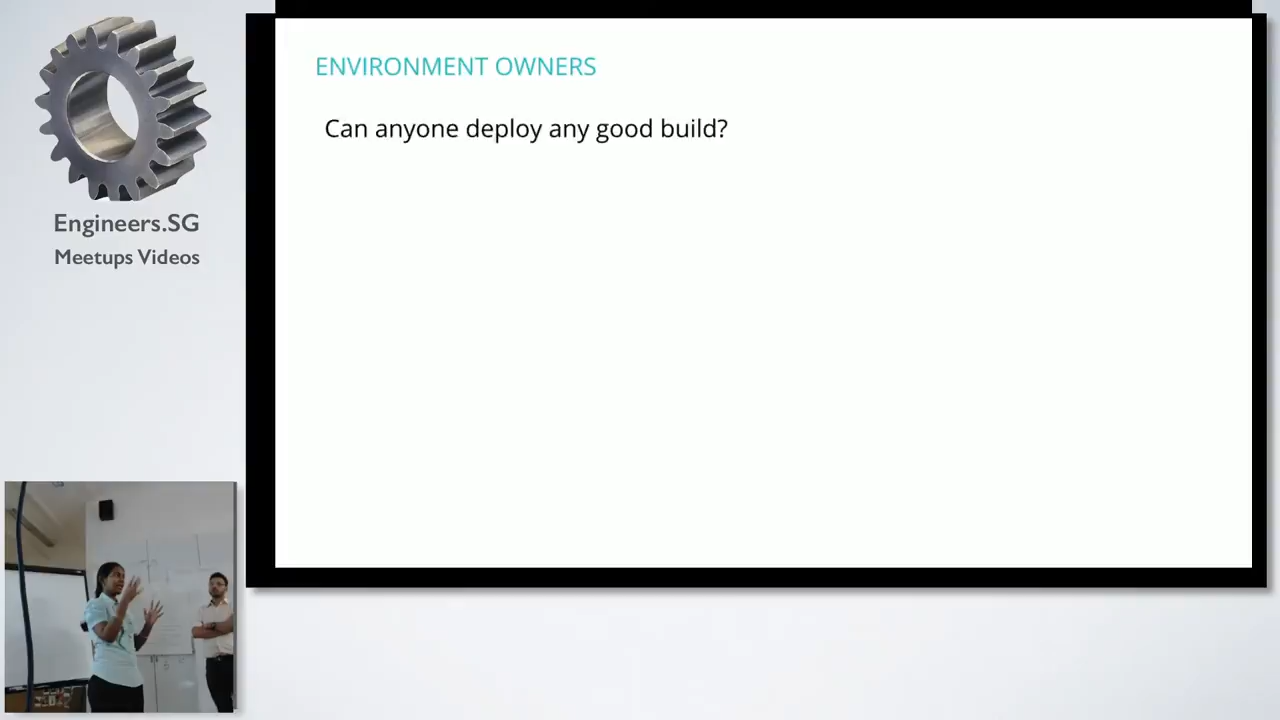 Engineers.SG
Meetups Videos
ENVIRONMENT OWNERS
Can anyone deploy any good build?